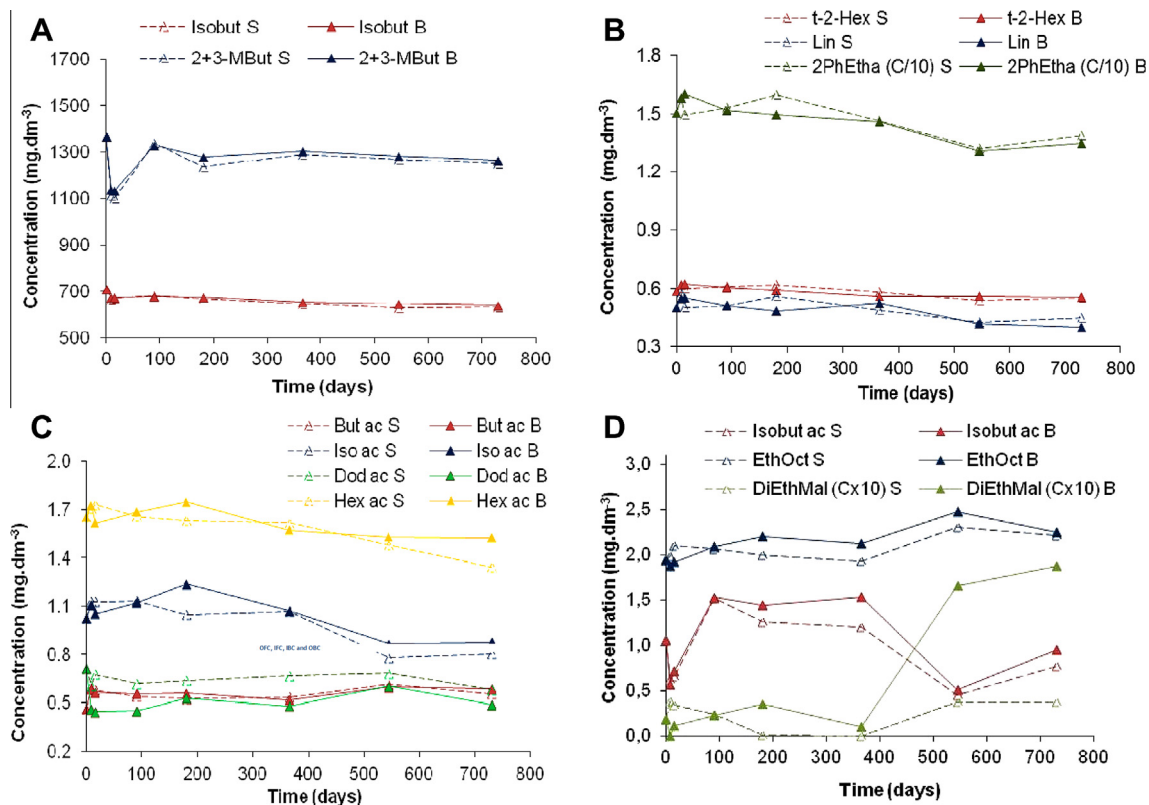 A
Isobut S
Isobut B
2+3-MBut S
2+3-MBut B
Concentration (mg.dm-3)
1700
1500
1300
1100
900
700
500
0 100 200 300 400 500 600 700 800
Time (days)
B
t-2-Hex S
t-2-Hex B
Lin S
Lin B
2PhEtha (C/10) S
2PhEtha (C/10) B
Concentration (mg.dm-3)
1.8
1.5
1.2
0.9
0.6
0.3
0 100 200 300 400 500 600 700 800
Time (days)
C
But ac S
But ac B
Iso ac S
Iso ac B
Dod ac S
Dod ac B
Hex ac S
Hex ac B
Concentration (mg.dm-3)
2.0
1.7
1.4
1.1
0.8
0.5
0.2
OFC, IFC, IBC and OBC
0 100 200 300 400 500 600 700 800
Time (days)
D
Isobut ac S
Isobut ac B
EthOct S
EthOct B
DiEthMal (Cx10) S
DiEthMal (Cx10) B
Concentration (mg.dm-3)
3,0
2,5
2,0
1,5
1,0
0,5
0,0
0 100 200 300 400 500 600 700 800
Time (days)